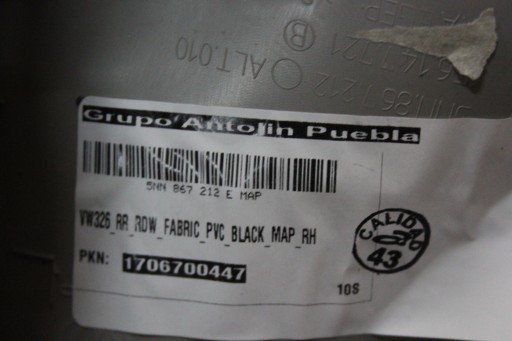 ALT.010
Grupo Antolin Puebla
5NN 867 212 E MAP
VW326_RR_RDW_FABRIC_PVC_BLACK_MAP_RH
PKN: 1706700447
10S
CALIDAD
43